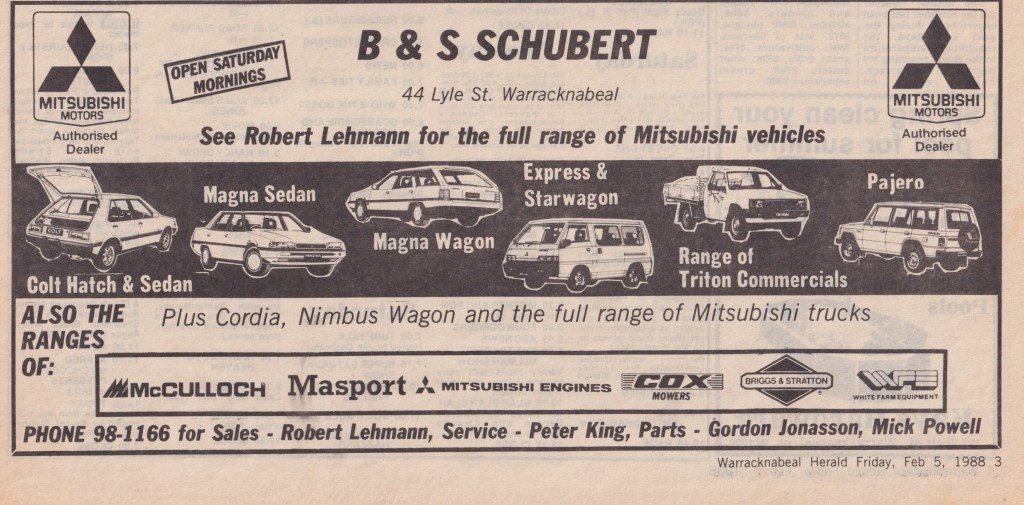 B & S SCHUBERT
OPEN SATURDAY
MORNINGS
44 Lyle St. Warracknabeal
MITSUBISHI
MOTORS
Authorised
Dealer
MITSUBISHI
MOTORS
Authorised
Dealer
See Robert Lehmann for the full range of Mitsubishi vehicles
COLT
Colt Hatch & Sedan
Magna Sedan
Magna Wagon
Express &
Starwagon
Range of
Triton Commercials
Pajero
ALSO THE
RANGES
OF:
Plus Cordia, Nimbus Wagon and the full range of Mitsubishi trucks
McCULLOCH
Masport
MITSUBISHI ENGINES
COX
MOWERS
BRIGGS & STRATTON
WFE
WHITE FARM EQUIPMENT
PHONE 98-1166 for Sales - Robert Lehmann, Service - Peter King, Parts - Gordon Jonasson, Mick Powell
Warracknabeal Herald Friday, Feb 5, 1988 3